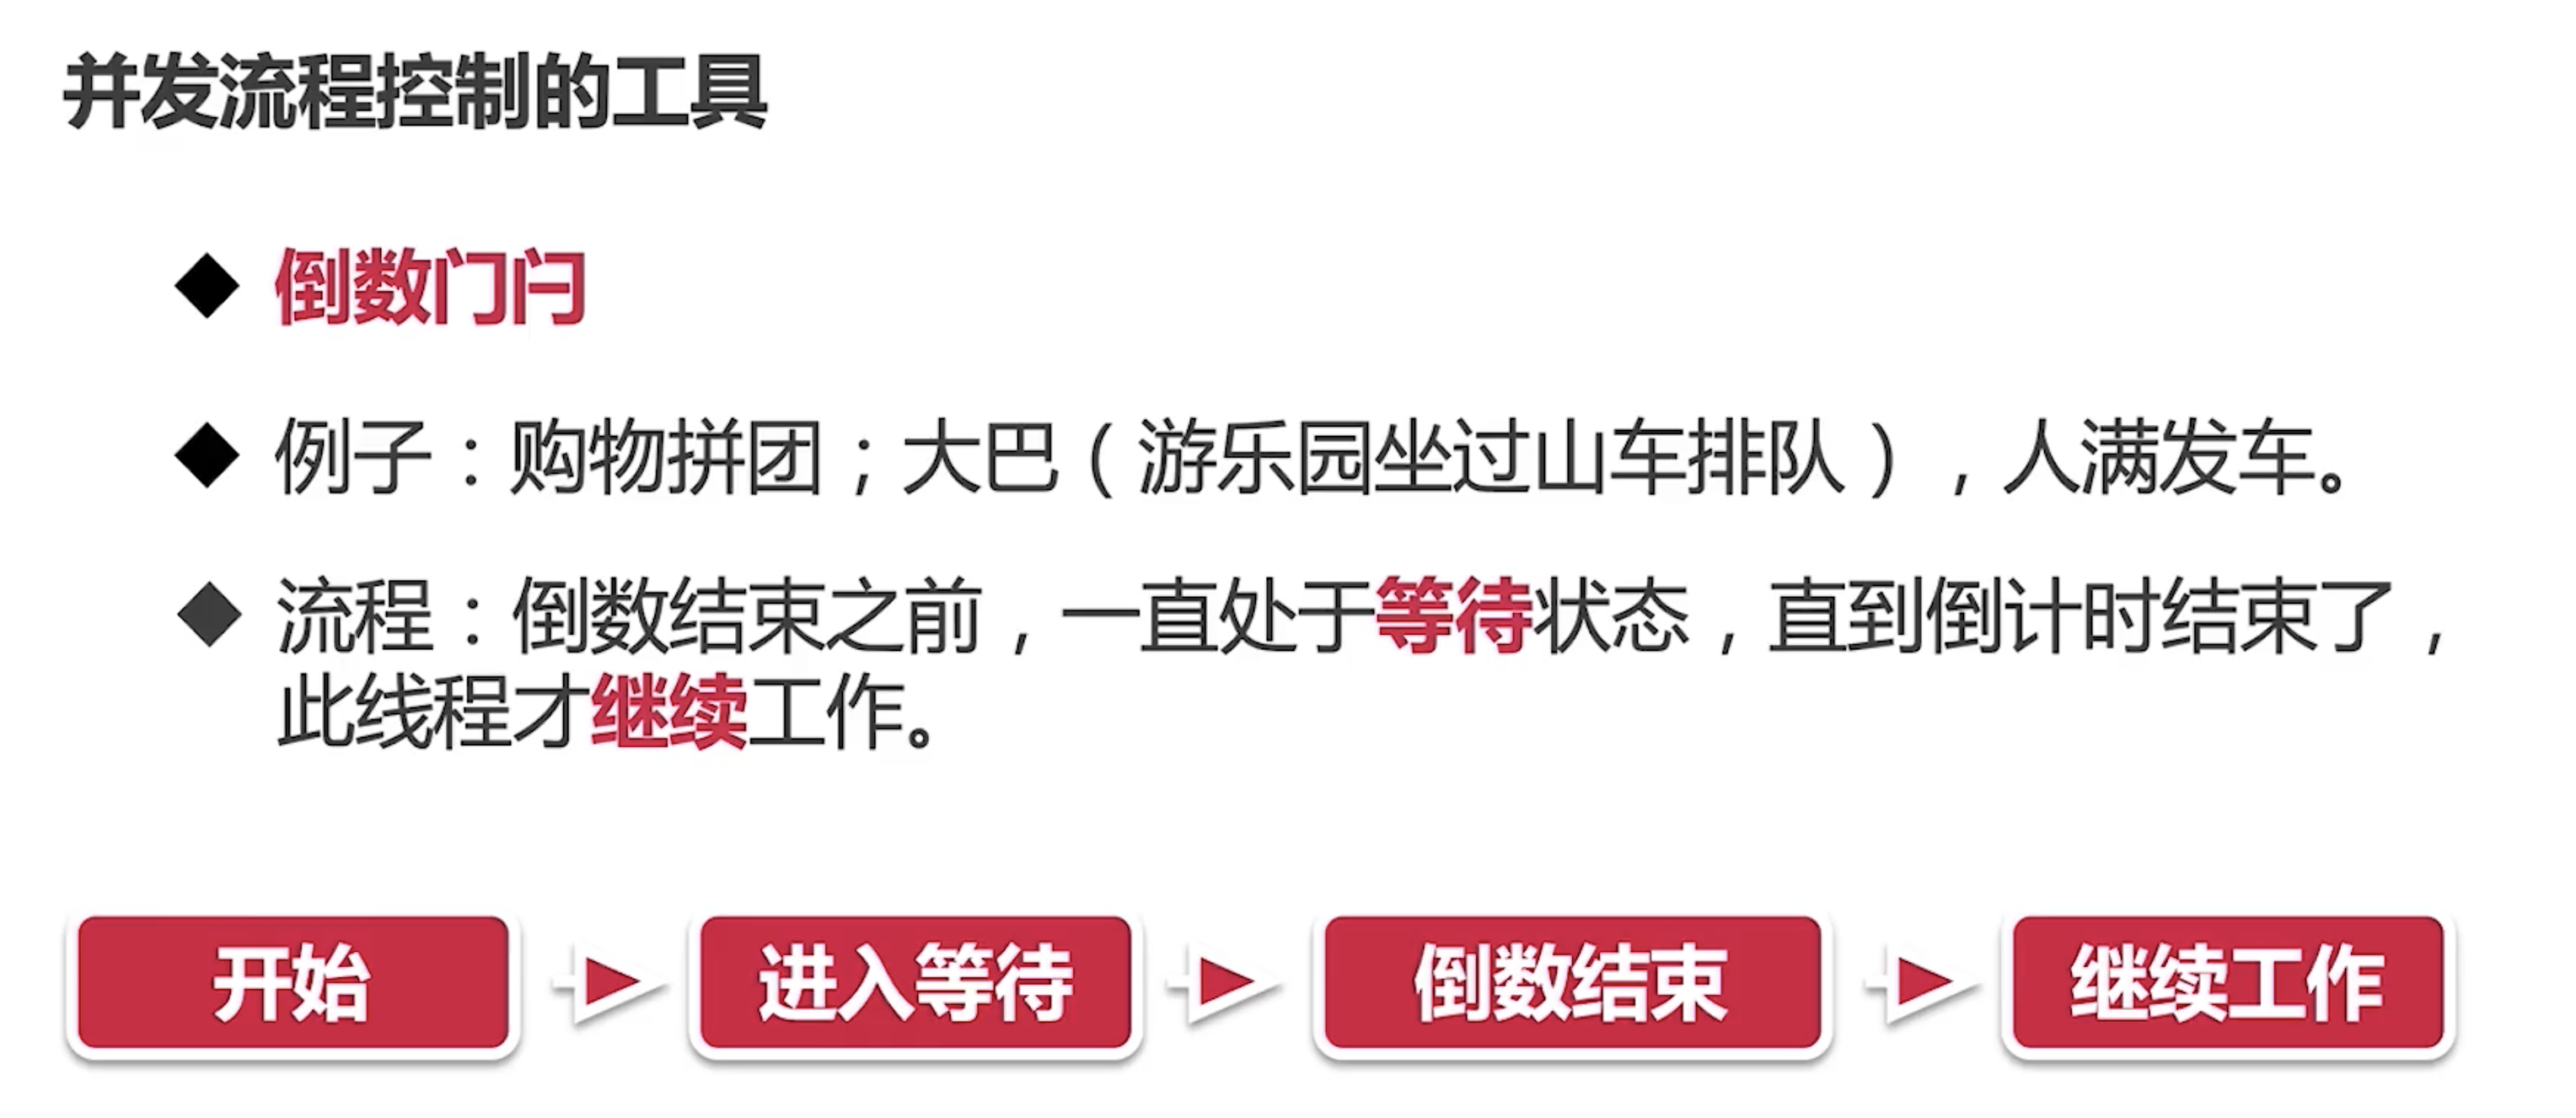 并发流程控制的工具
倒数门闩
例子：购物拼团；大巴（游乐园坐过山车排队），人满发车。
流程：倒数结束之前，一直处于等待状态，直到倒计时结束了，
此线程才继续工作。
开始
进入等待
倒数结束
继续工作